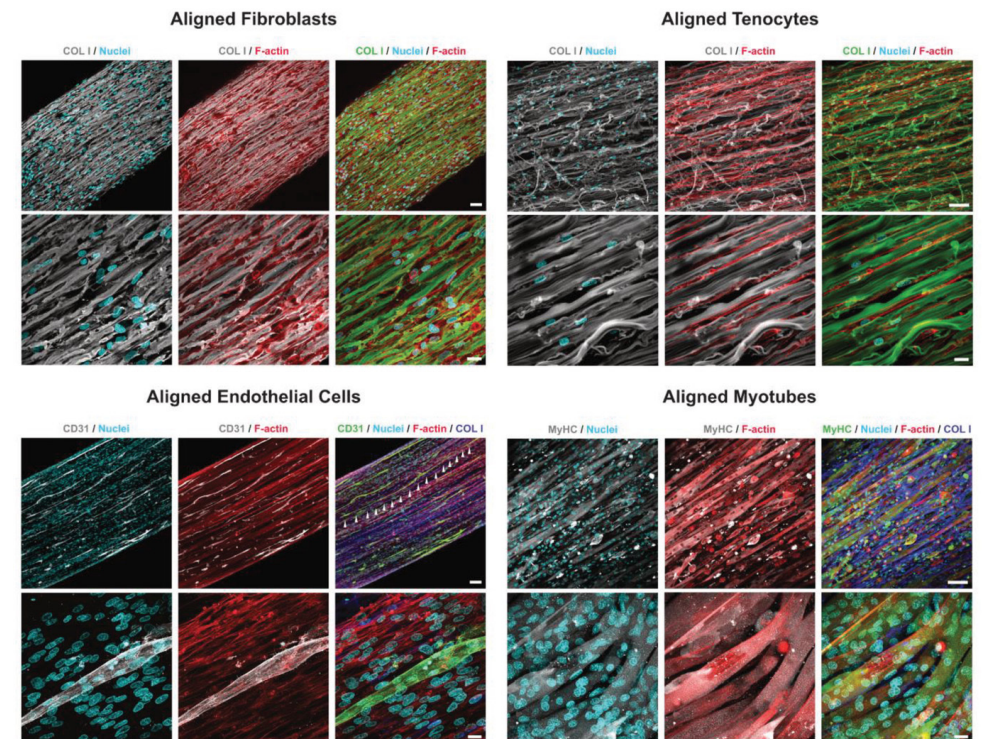 Aligned Fibroblasts
COL I / Nuclei
COL I / F-actin
COL I / Nuclei / F-actin
Aligned Tenocytes
COL I / Nuclei
COL I / F-actin
COL I / Nuclei / F-actin
Aligned Endothelial Cells
CD31 / Nuclei
CD31 / F-actin
CD31 / Nuclei / F-actin / COL I
Aligned Myotubes
MyHC / Nuclei
MyHC / F-actin
MyHC / Nuclei / F-actin / COL I